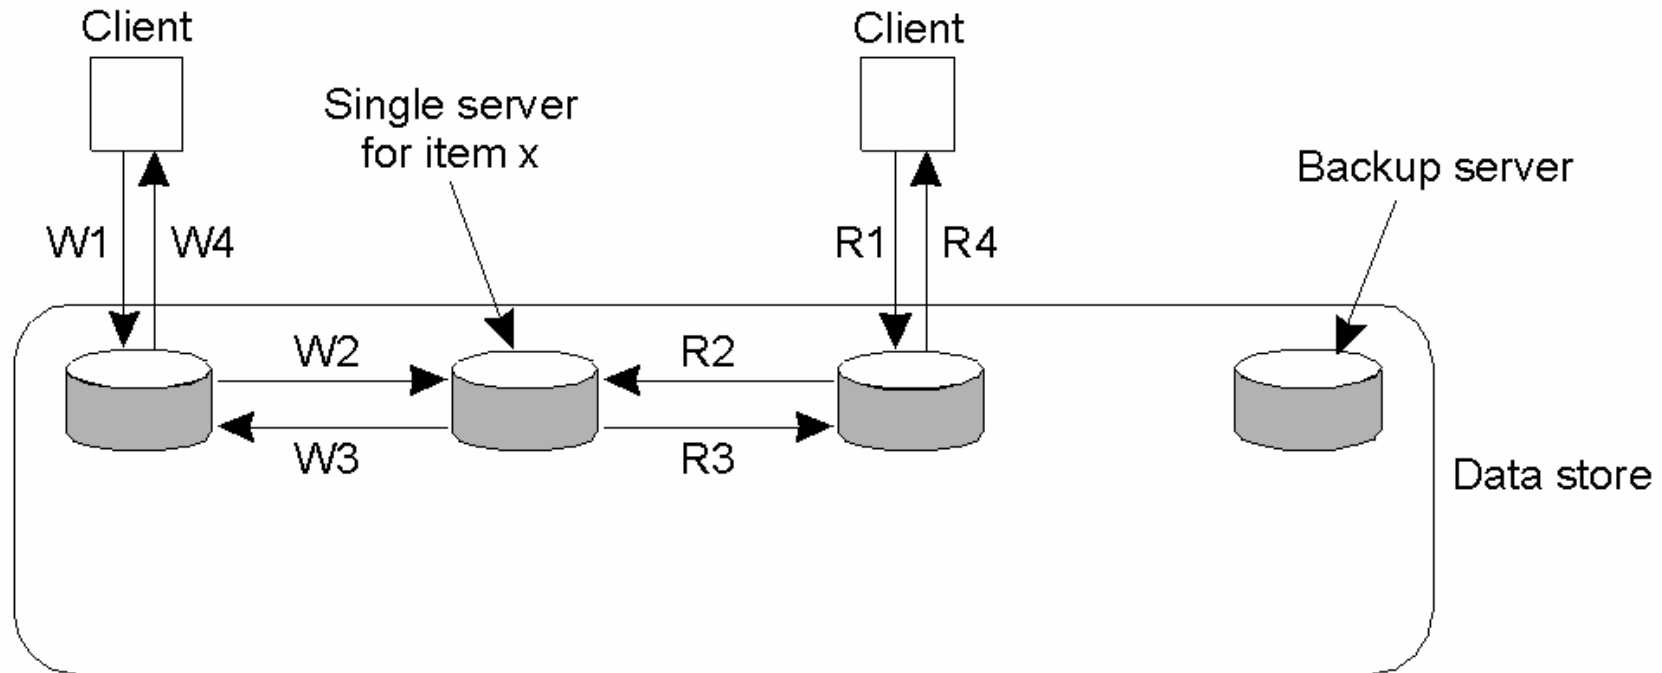 Client
Client
Single server
for item x
Backup server
W1
W4
R1
R4
W2
R2
W3
R3
Data store